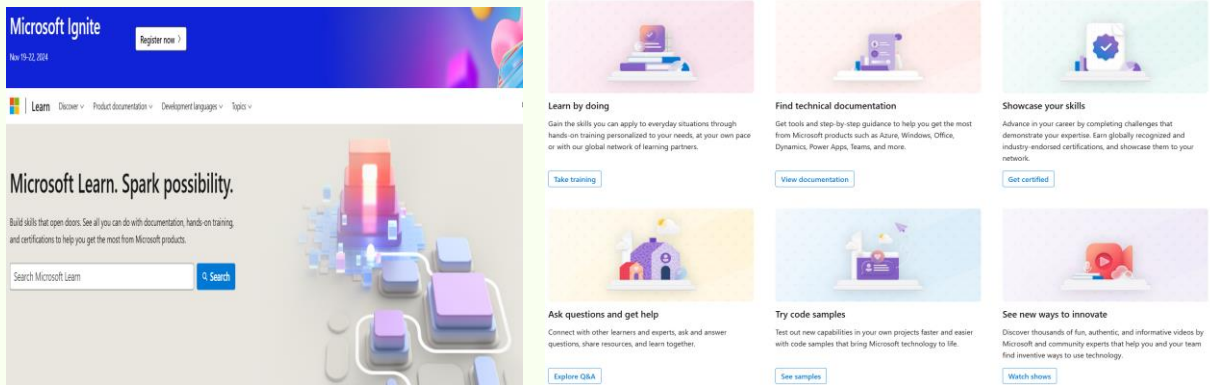 Microsoft Ignite
Register now >
Nov 19-22, 2024
Learn Discover Product documentation Development languages Topics
Microsoft Learn. Spark possibility.
Build skills that open doors. See all you can do with documentation, hands-on training,
and certifications to help you get the most from Microsoft products.
Search Microsoft Learn Search
Learn by doing
Gain the skills you can apply to everyday situations through
hands-on training personalized to your needs, at your own pace
or with our global network of learning partners.
Take training
Find technical documentation
Get tools and step-by-step guidance to help you get the most
from Microsoft products such as Azure, Windows, Office,
Dynamics, Power Apps, Teams, and more.
View documentation
Showcase your skills
Advance in your career by completing challenges that
demonstrate your expertise. Earn globally recognized and
industry-endorsed certifications, and showcase them to your
network.
Get certified
Ask questions and get help
Connect with other learners and experts, ask and answer
questions, share resources, and learn together.
Explore Q&A
Try code samples
Test out new capabilities in your own projects faster and easier
with code samples that bring Microsoft technology to life.
See samples
See new ways to innovate
Discover thousands of fun, authentic, and informative videos by
Microsoft and community experts that help you and your team
find inventive ways to use technology.
Watch shows